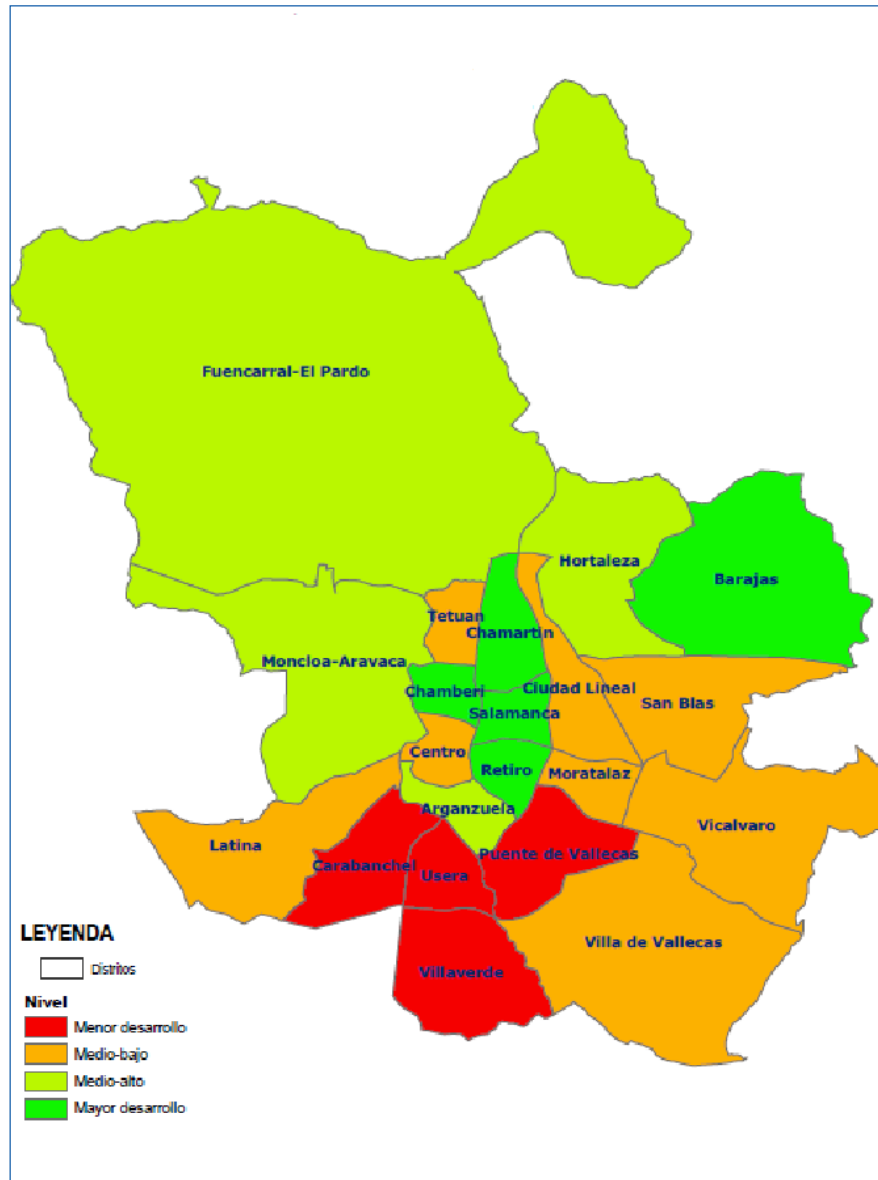 Fuencarral-El Pardo
Hortaleza
Barajas
Tetuan
Chamartin
Moncloa-Aravaca
Chamberi
Ciudad Lineal
San Blas
Salamanca
Centro
Retiro
Moratalaz
Arganzuela
Vicalvaro
Latina
Carabanchel
Usera
Puente de Vallecas
Villa de Vallecas
Villaverde
LEYENDA
Distritos
Nivel
Menor desarrollo
Medio-bajo
Medio-alto
Mayor desarrollo